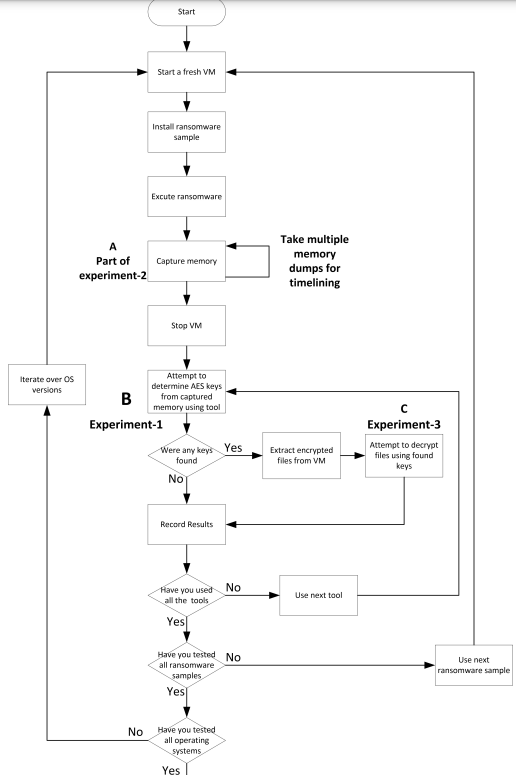 Start
Start a fresh VM
Install ransomware
sample
Excute ransomware
A
Part of
experiment-2
Capture memory
Take multiple
memory
dumps for
timelining
Stop VM
Iterate over OS
versions
B
Experiment-1
Attempt to
determine AES keys
from captured
memory using tool
C
Experiment-3
Were any keys
found
Yes
No
Extract encrypted
files from VM
Attempt to decrypt
files using found
keys
Record Results
Have you used
all the tools
No
Yes
Use next tool
Have you tested
all ransomware
samples
No
Yes
Use next
ransomware sample
Have you tested
all operating
systems
No
Yes